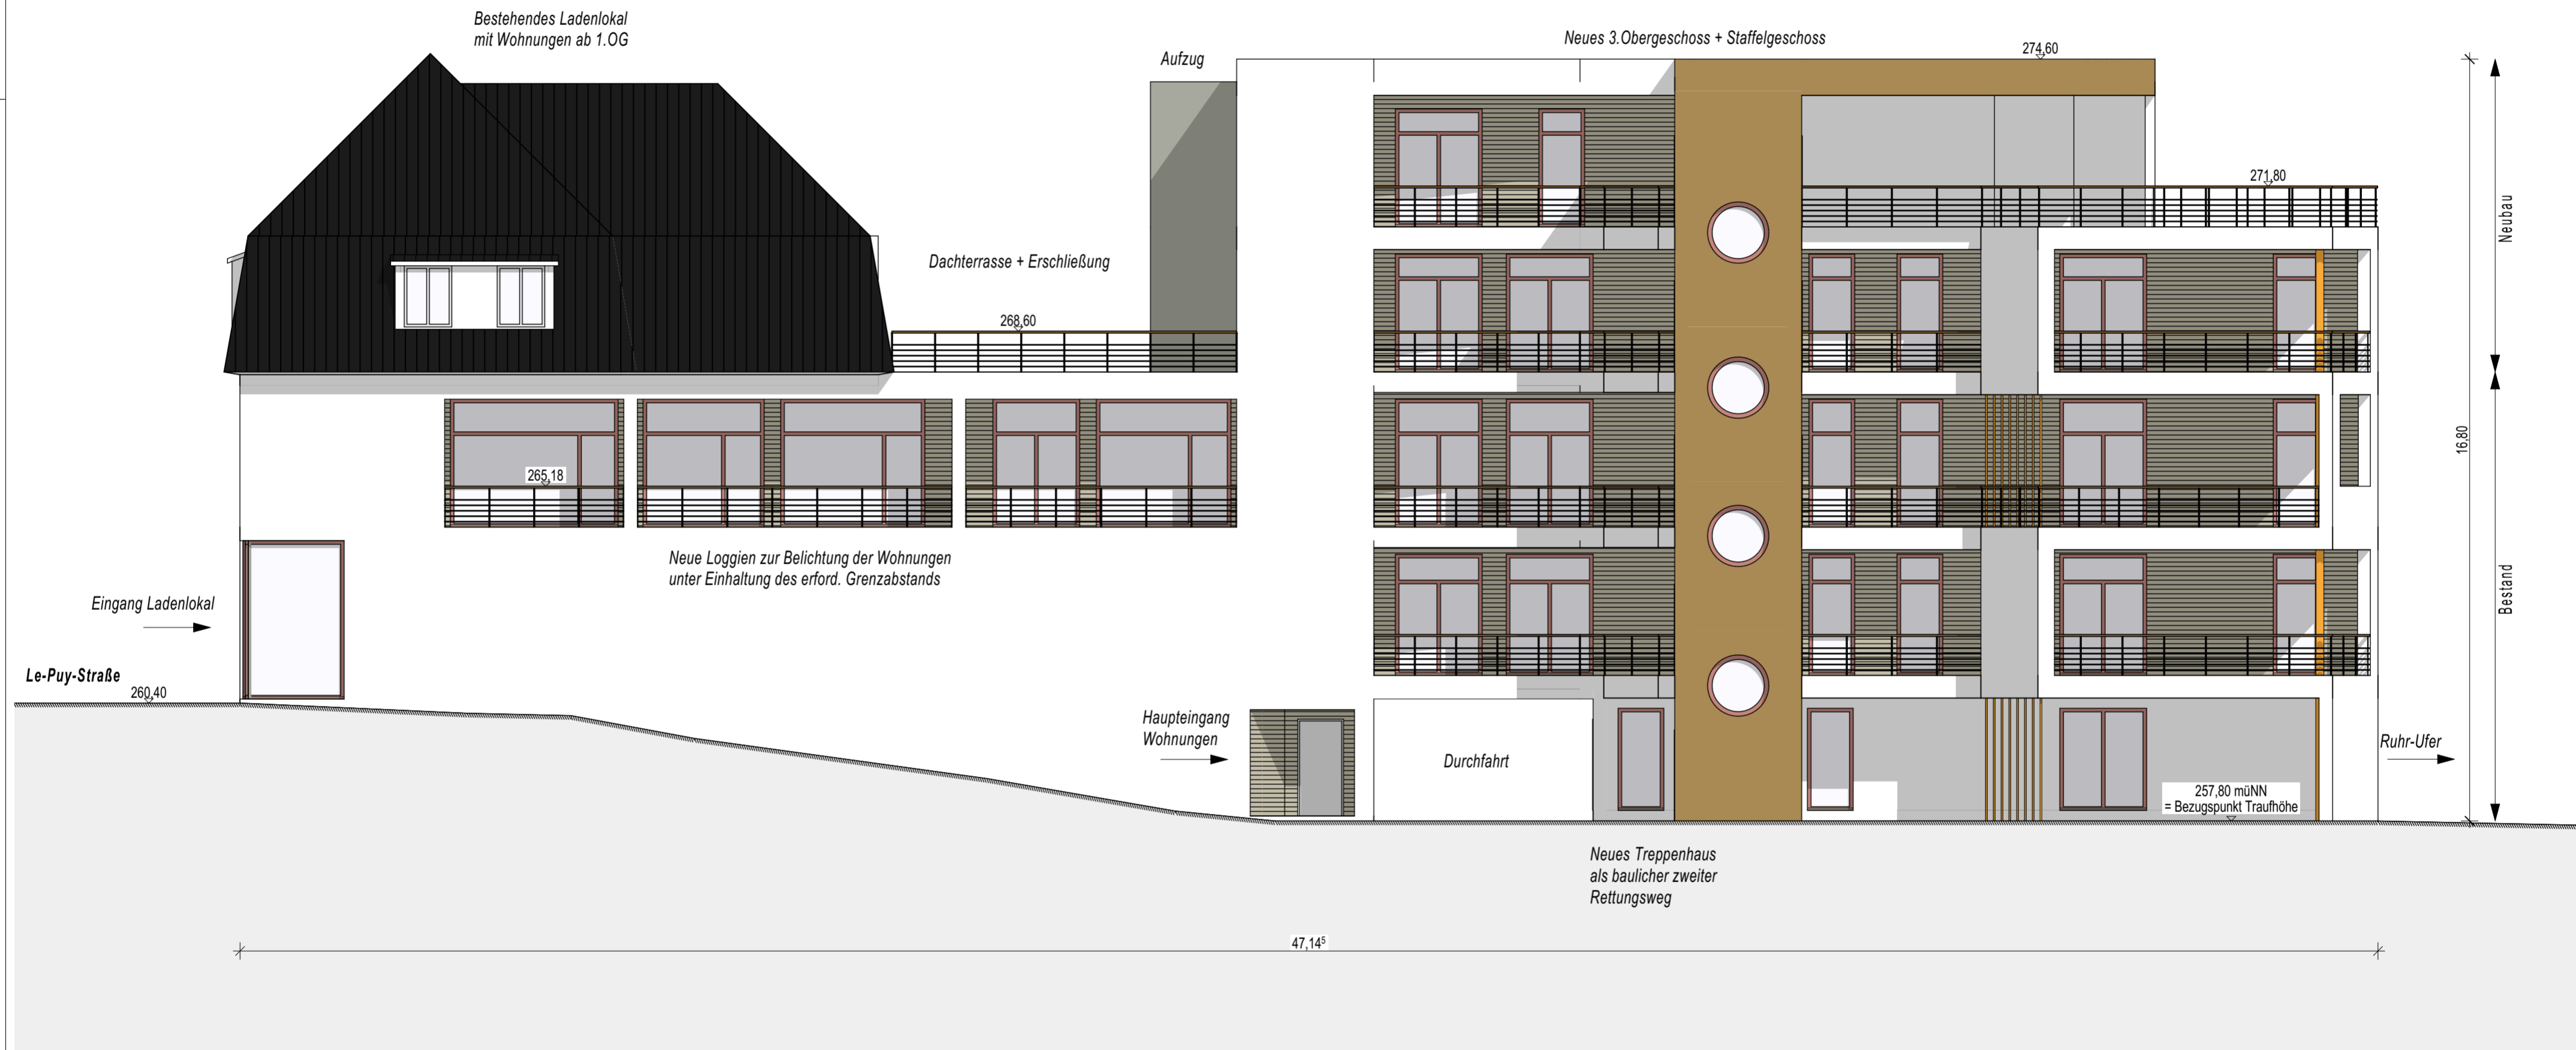 Bestehendes Ladenlokal
mit Wohnungen ab 1.OG
Aufzug
Neues 3.Obergeschoss + Staffelgeschoss
274,60
271,80
Neubau
Dachterrasse + Erschließung
268,60
265,18
16,80
Neue Loggien zur Belichtung der Wohnungen
unter Einhaltung des erford. Grenzabstands
Bestand
Eingang Ladenlokal
Le-Puy-Straße
260,40
Haupteingang
Wohnungen
Durchfahrt
Ruhr-Ufer
257,80 müNN
= Bezugspunkt Traufhöhe
Neues Treppenhaus
als baulicher zweiter
Rettungsweg
47,14⁵